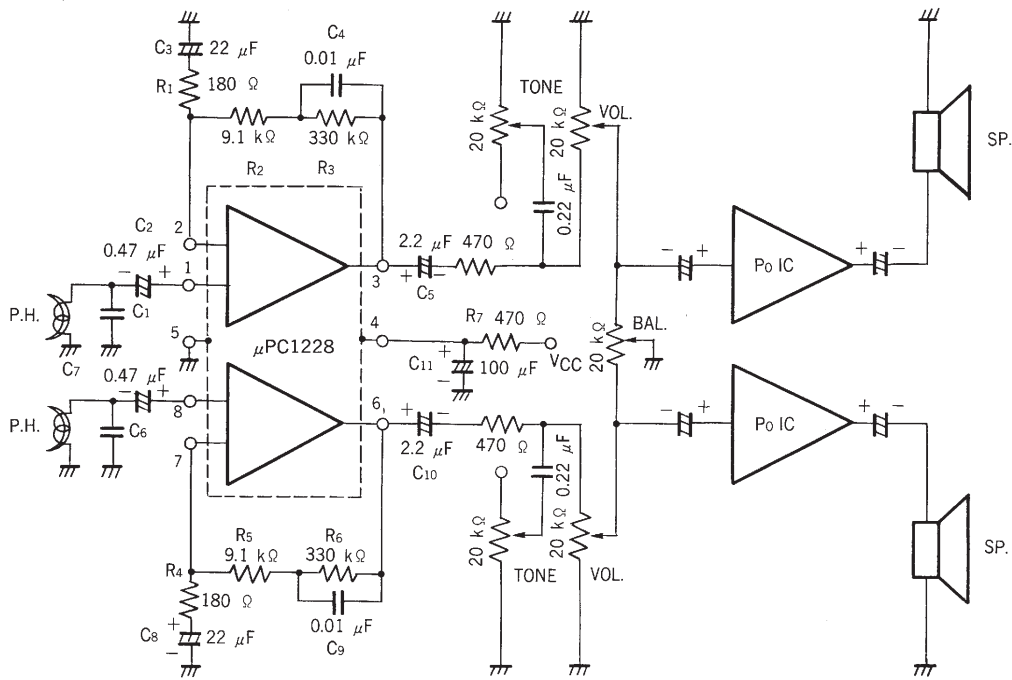 C3 22 μF
C4
0.01 μF
R1 180 Ω
9.1 kΩ
330 kΩ
R2
R3
TONE
VOL.
20 kΩ
20 kΩ
0.22 μF
SP.
C2
0.47 μF
2
1
− +
P.H.
C1
3
2.2 μF
470 Ω
+ −
C5
− +
Po IC
+ −
5
μPC1228
4
R7 470 Ω
VCC
C11 +
100 μF
20 kΩ
BAL.
C7
0.47 μF
− +
8
P.H.
C6
7
6
+ −
2.2 μF
C10
470 Ω
0.22 μF
− +
Po IC
+ −
R5
9.1 kΩ
R6
330 kΩ
20 kΩ
20 kΩ
TONE
VOL.
SP.
R4
180 Ω
0.01 μF
C9
+
C8 22 μF
−